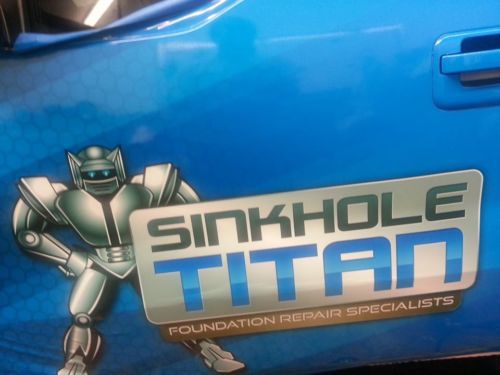 SINKHOLE
TITAN
FOUNDATION REPAIR SPECIALISTS